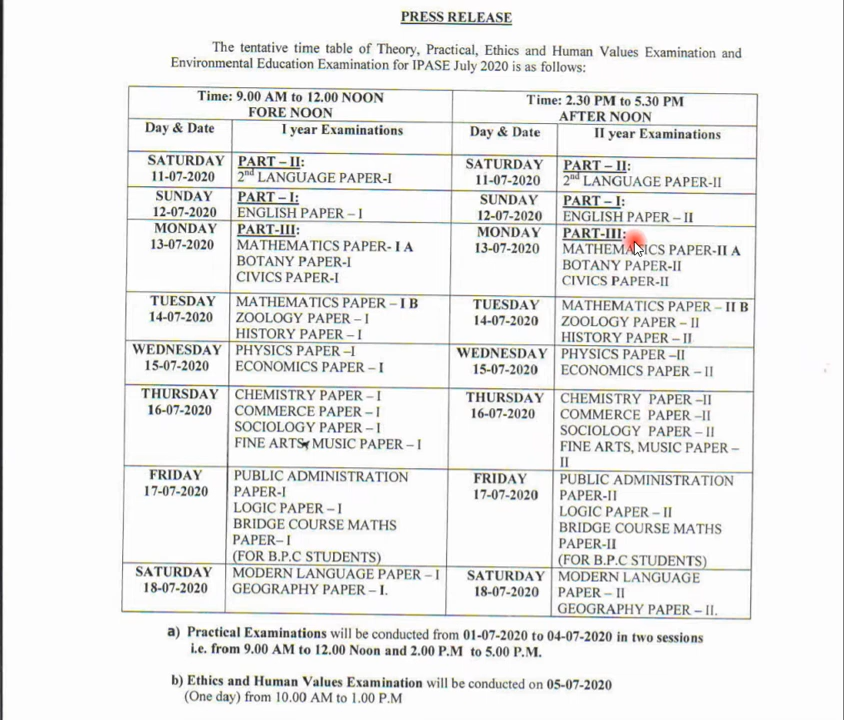 PRESS RELEASE
The tentative time table of Theory, Practical, Ethics and Human Values Examination and
Environmental Education Examination for IPASE July 2020 is as follows:
Time: 9.00 AM to 12.00 NOON
FORE NOON
Time: 2.30 PM to 5.30 PM
AFTER NOON
Day & Date
I year Examinations
Day & Date
II year Examinations
SATURDAY
11-07-2020
PART – II:
2nd LANGUAGE PAPER-I
SATURDAY
11-07-2020
PART – II:
2nd LANGUAGE PAPER-II
SUNDAY
12-07-2020
PART – I:
ENGLISH PAPER – I
SUNDAY
12-07-2020
PART – I:
ENGLISH PAPER – II
MONDAY
13-07-2020
PART-III:
MATHEMATICS PAPER- I A
BOTANY PAPER-I
CIVICS PAPER-I
MONDAY
13-07-2020
PART-III:
MATHEMATICS PAPER-II A
BOTANY PAPER-II
CIVICS PAPER-II
TUESDAY
14-07-2020
MATHEMATICS PAPER – I B
ZOOLOGY PAPER – I
HISTORY PAPER – I
TUESDAY
14-07-2020
MATHEMATICS PAPER – II B
ZOOLOGY PAPER – II
HISTORY PAPER – II
WEDNESDAY
15-07-2020
PHYSICS PAPER –I
ECONOMICS PAPER – I
WEDNESDAY
15-07-2020
PHYSICS PAPER –II
ECONOMICS PAPER – II
THURSDAY
16-07-2020
CHEMISTRY PAPER – I
COMMERCE PAPER – I
SOCIOLOGY PAPER – I
FINE ARTS, MUSIC PAPER – I
THURSDAY
16-07-2020
CHEMISTRY PAPER –II
COMMERCE PAPER –II
SOCIOLOGY PAPER – II
FINE ARTS, MUSIC PAPER –
II
FRIDAY
17-07-2020
PUBLIC ADMINISTRATION
PAPER-I
LOGIC PAPER – I
BRIDGE COURSE MATHS
PAPER– I
(FOR B.P.C STUDENTS)
FRIDAY
17-07-2020
PUBLIC ADMINISTRATION
PAPER-II
LOGIC PAPER – II
BRIDGE COURSE MATHS
PAPER-II
(FOR B.P.C STUDENTS)
SATURDAY
18-07-2020
MODERN LANGUAGE PAPER – I
GEOGRAPHY PAPER – I.
SATURDAY
18-07-2020
MODERN LANGUAGE
PAPER – II
GEOGRAPHY PAPER – II.
a) Practical Examinations will be conducted from 01-07-2020 to 04-07-2020 in two sessions
i.e. from 9.00 AM to 12.00 Noon and 2.00 P.M to 5.00 P.M.
b) Ethics and Human Values Examination will be conducted on 05-07-2020
(One day) from 10.00 AM to 1.00 P.M